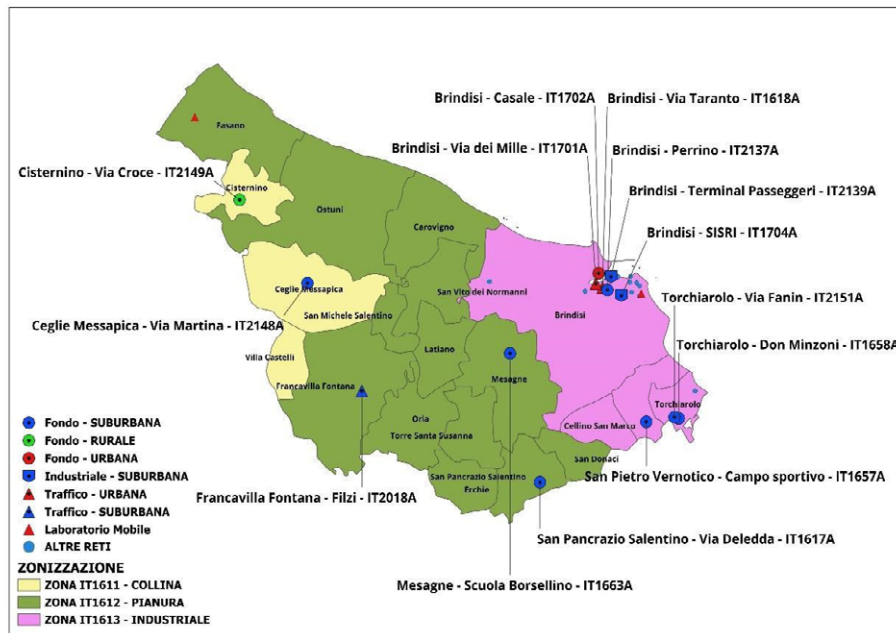 Brindisi - Casale - IT1702A
Brindisi - Via Taranto - IT1618A
Brindisi - Via dei Mille - IT1701A
Brindisi - Perrino - IT2137A
Fasano
Cisternino - Via Croce - IT2149A
Cisternino
Brindisi - Terminal Passeggeri - IT2139A
Ostuni
Carovigno
Brindisi - SISRI - IT1704A
Ceglie Messapica
San Vito dei Normanni
Torchiarolo - Via Fanin - IT2151A
San Michele Salentino
Brindisi
Ceglie Messapica - Via Martina - IT2148A
Torchiarolo - Don Minzoni - IT1658A
Latiano
Villa Castelli
Mesagne
Francavilla Fontana
Torchiarolo
Oria
Cellino San Marco
Torre Santa Susanna
San Donaci
San Pancrazio Salentino
Erchie
San Pietro Vernotico - Campo sportivo - IT1657A
Francavilla Fontana - Filzi - IT2018A
San Pancrazio Salentino - Via Deledda - IT1617A
Mesagne - Scuola Borsellino - IT1663A
Fondo - SUBURBANA
Fondo - RURALE
Fondo - URBANA
Industriale - SUBURBANA
Traffico - URBANA
Traffico - SUBURBANA
Laboratorio Mobile
ALTRE RETI
ZONIZZAZIONE
ZONA IT1611 - COLLINA
ZONA IT1612 - PIANURA
ZONA IT1613 - INDUSTRIALE